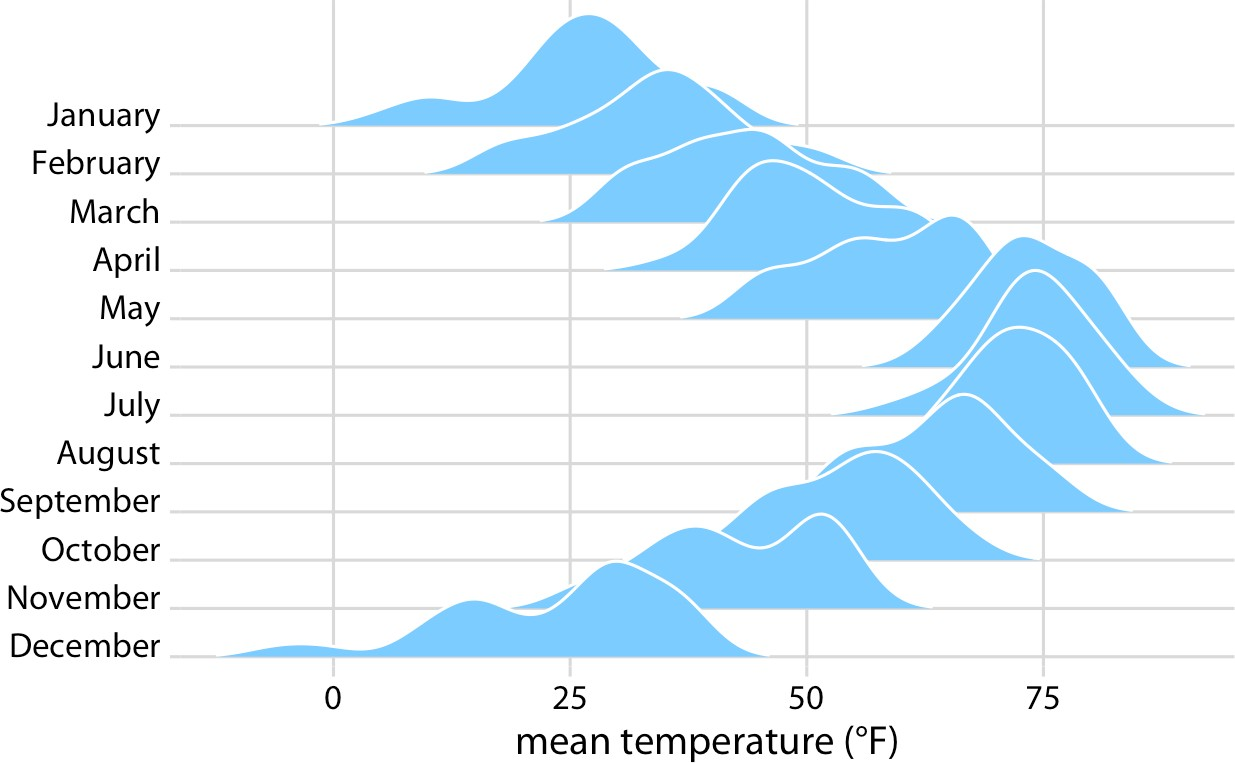 January
February
March
April
May
June
July
August
September
October
November
December
0 25 50 75
mean temperature (°F)